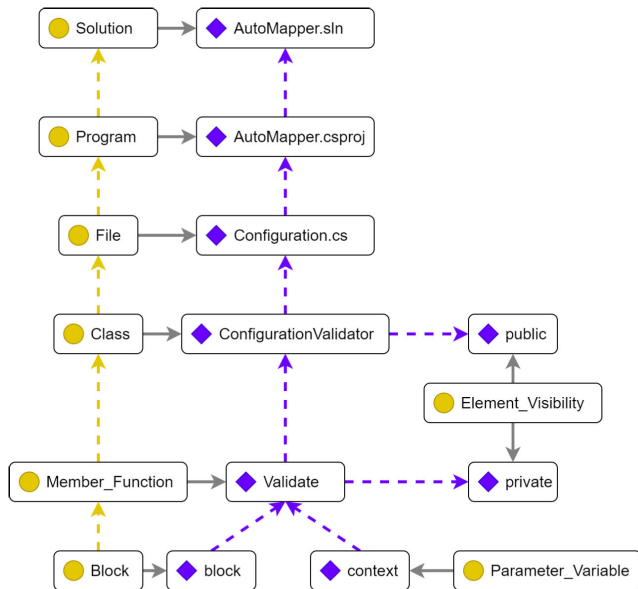 Solution
AutoMapper.sln
Program
AutoMapper.csproj
File
Configuration.cs
Class
ConfigurationValidator
public
Element_Visibility
Member_Function
Validate
private
Block
block
context
Parameter_Variable